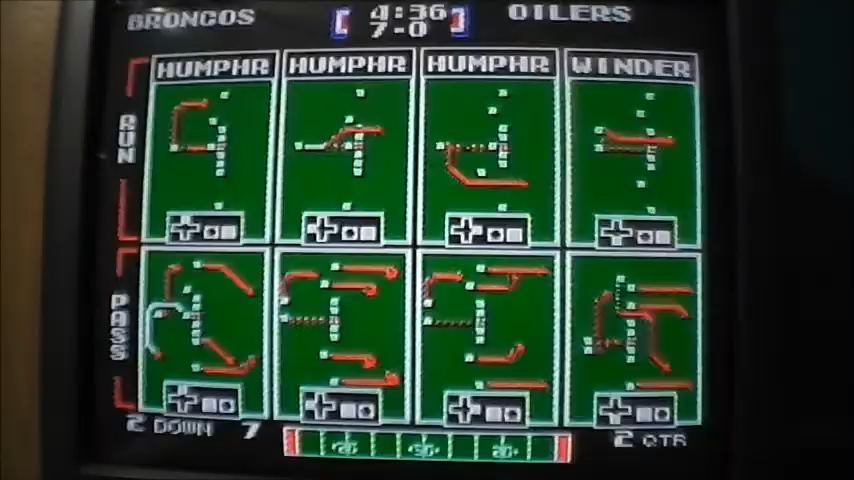 BRONCOS 4:36 OILERS
7-0
HUMPHR HUMPHR HUMPHR WINDER
RUN
PASS
2 DOWN 7
2 QTR